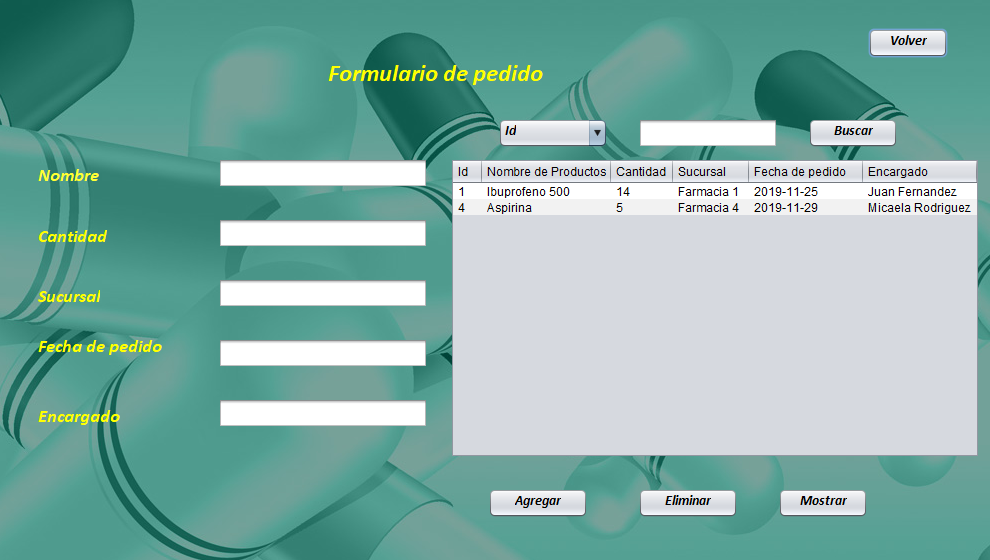 Volver
Formulario de pedido
Id
Buscar
Nombre
Cantidad
Sucursal
Fecha de pedido
Encargado
Id Nombre de Productos Cantidad Sucursal Fecha de pedido Encargado
1 Ibuprofeno 500 14 Farmacia 1 2019-11-25 Juan Fernandez
4 Aspirina 5 Farmacia 4 2019-11-29 Micaela Rodriguez
Agregar
Eliminar
Mostrar